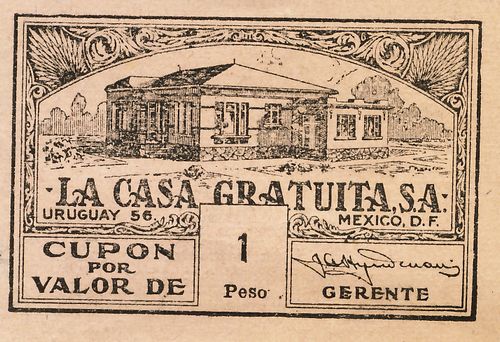 LA CASA GRATUITA, S.A.
URUGUAY 56
MEXICO, D.F.
CUPON
POR
VALOR DE
1
Peso
GERENTE